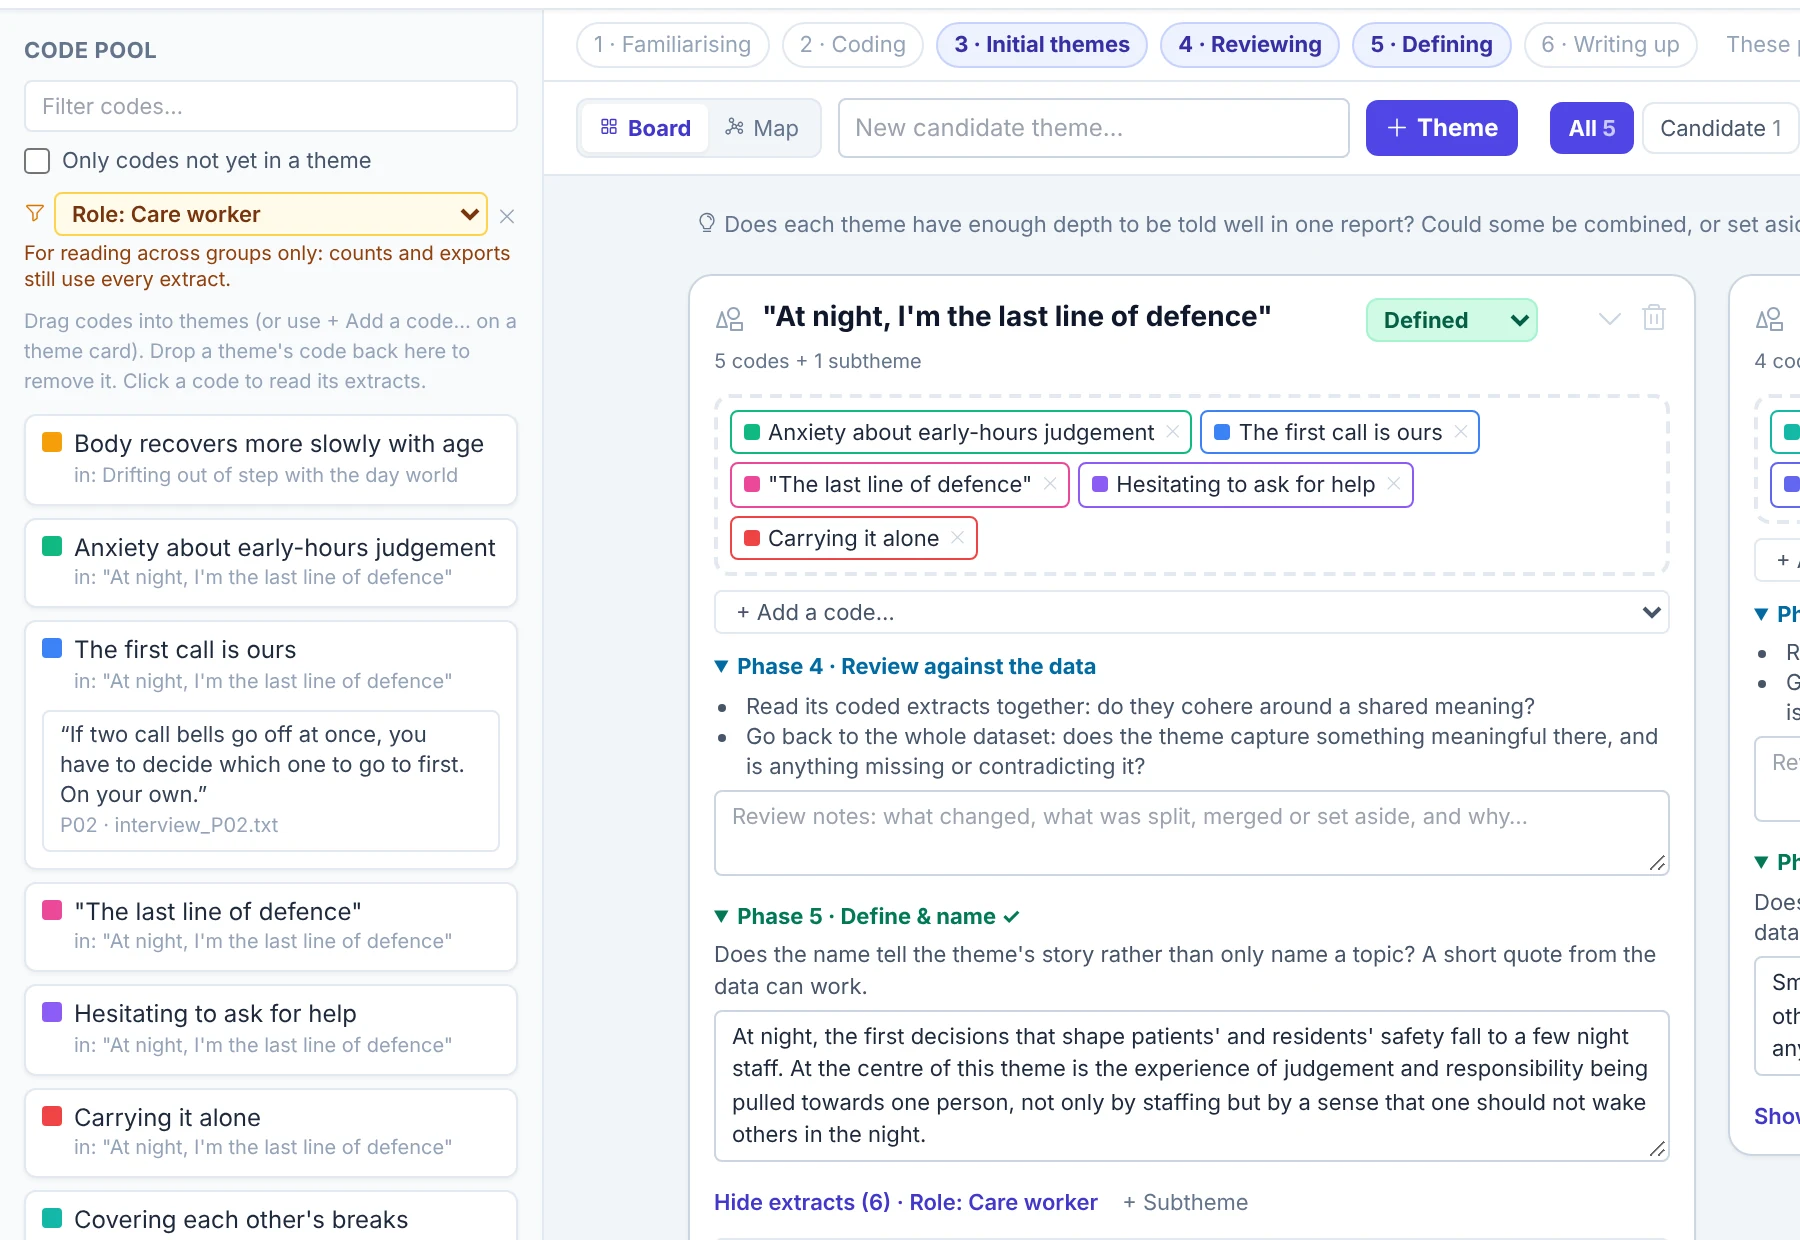 CODE POOL
Filter codes...
Only codes not yet in a theme
Role: Care worker
For reading across groups only: counts and exports
still use every extract.
Drag codes into themes (or use + Add a code... on a
theme card). Drop a theme's code back here to
remove it. Click a code to read its extracts.
Body recovers more slowly with age
in: Drifting out of step with the day world
Anxiety about early-hours judgement
in: "At night, I'm the last line of defence"
The first call is ours
in: "At night, I'm the last line of defence"
“If two call bells go off at once, you
have to decide which one to go to first.
On your own.”
P02 · interview_P02.txt
"The last line of defence"
in: "At night, I'm the last line of defence"
Hesitating to ask for help
in: "At night, I'm the last line of defence"
Carrying it alone
in: "At night, I'm the last line of defence"
Covering each other's breaks
1 · Familiarising
2 · Coding
3 · Initial themes
4 · Reviewing
5 · Defining
6 · Writing up
These
Board
Map
New candidate theme...
+ Theme
All 5
Candidate 1
Does each theme have enough depth to be told well in one report? Could some be combined, or set
"At night, I'm the last line of defence"
Defined
5 codes + 1 subtheme
Anxiety about early-hours judgement
The first call is ours
"The last line of defence"
Hesitating to ask for help
Carrying it alone
+ Add a code...
Phase 4 · Review against the data
Read its coded extracts together: do they cohere around a shared meaning?
Go back to the whole dataset: does the theme capture something meaningful there, and
is anything missing or contradicting it?
Review notes: what changed, what was split, merged or set aside, and why...
Phase 5 · Define & name ✓
Does the name tell the theme's story rather than only name a topic? A short quote from the
data can work.
At night, the first decisions that shape patients' and residents' safety fall to a few night
staff. At the centre of this theme is the experience of judgement and responsibility being
pulled towards one person, not only by staffing but by a sense that one should not wake
others in the night.
Hide extracts (6) · Role: Care worker
+ Subtheme
4
+
data